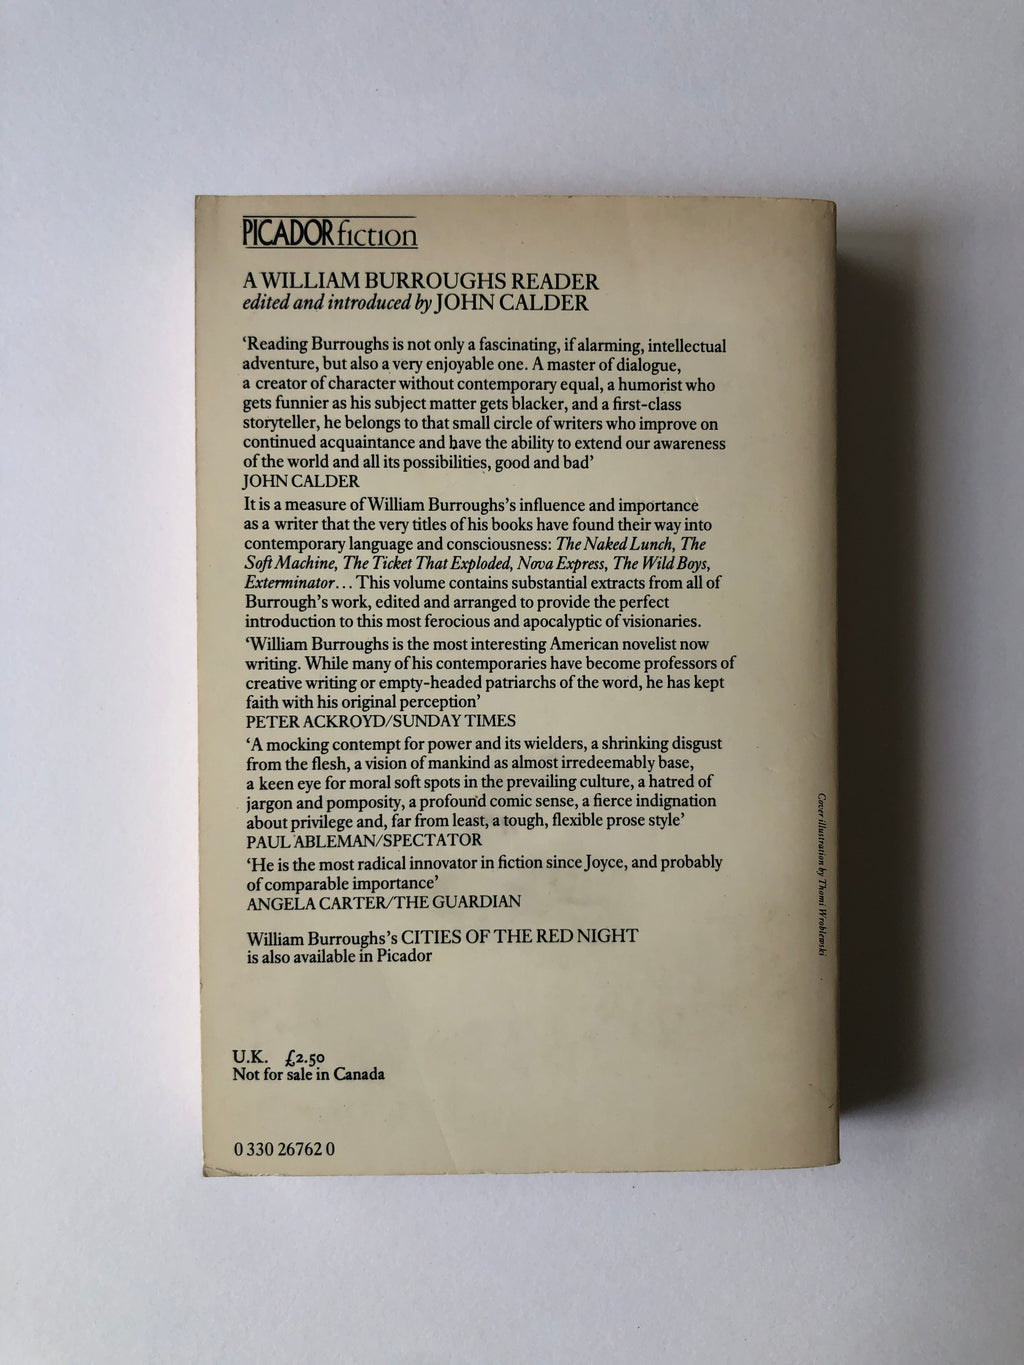 PICADOR fiction
A WILLIAM BURROUGHS READER
edited and introduced by JOHN CALDER
‘Reading Burroughs is not only a fascinating, if alarming, intellectual
adventure, but also a very enjoyable one. A master of dialogue,
a creator of character without contemporary equal, a humorist who
gets funnier as his subject matter gets blacker, and a first-class
storyteller, he belongs to that small circle of writers who improve on
continued acquaintance and have the ability to extend our awareness
of the world and all its possibilities, good and bad’
JOHN CALDER
It is a measure of William Burroughs's influence and importance
as a writer that the very titles of his books have found their way into
contemporary language and consciousness: The Naked Lunch, The
Soft Machine, The Ticket That Exploded, Nova Express, The Wild Boys,
Exterminator... This volume contains substantial extracts from all of
Burrough's work, edited and arranged to provide the perfect
introduction to this most ferocious and apocalyptic of visionaries.
‘William Burroughs is the most interesting American novelist now
writing. While many of his contemporaries have become professors of
creative writing or empty-headed patriarchs of the word, he has kept
faith with his original perception’
PETER ACKROYD/SUNDAY TIMES
‘A mocking contempt for power and its wielders, a shrinking disgust
from the flesh, a vision of mankind as almost irredeemably base,
a keen eye for moral soft spots in the prevailing culture, a hatred of
jargon and pomposity, a profound comic sense, a fierce indignation
about privilege and, far from least, a tough, flexible prose style’
PAUL ABLEMAN/SPECTATOR
‘He is the most radical innovator in fiction since Joyce, and probably
of comparable importance’
ANGELA CARTER/THE GUARDIAN
William Burroughs's CITIES OF THE RED NIGHT
is also available in Picador
U.K. £2.50
Not for sale in Canada
0 330 26762 0
Cover illustration by Thomi Wroblewski